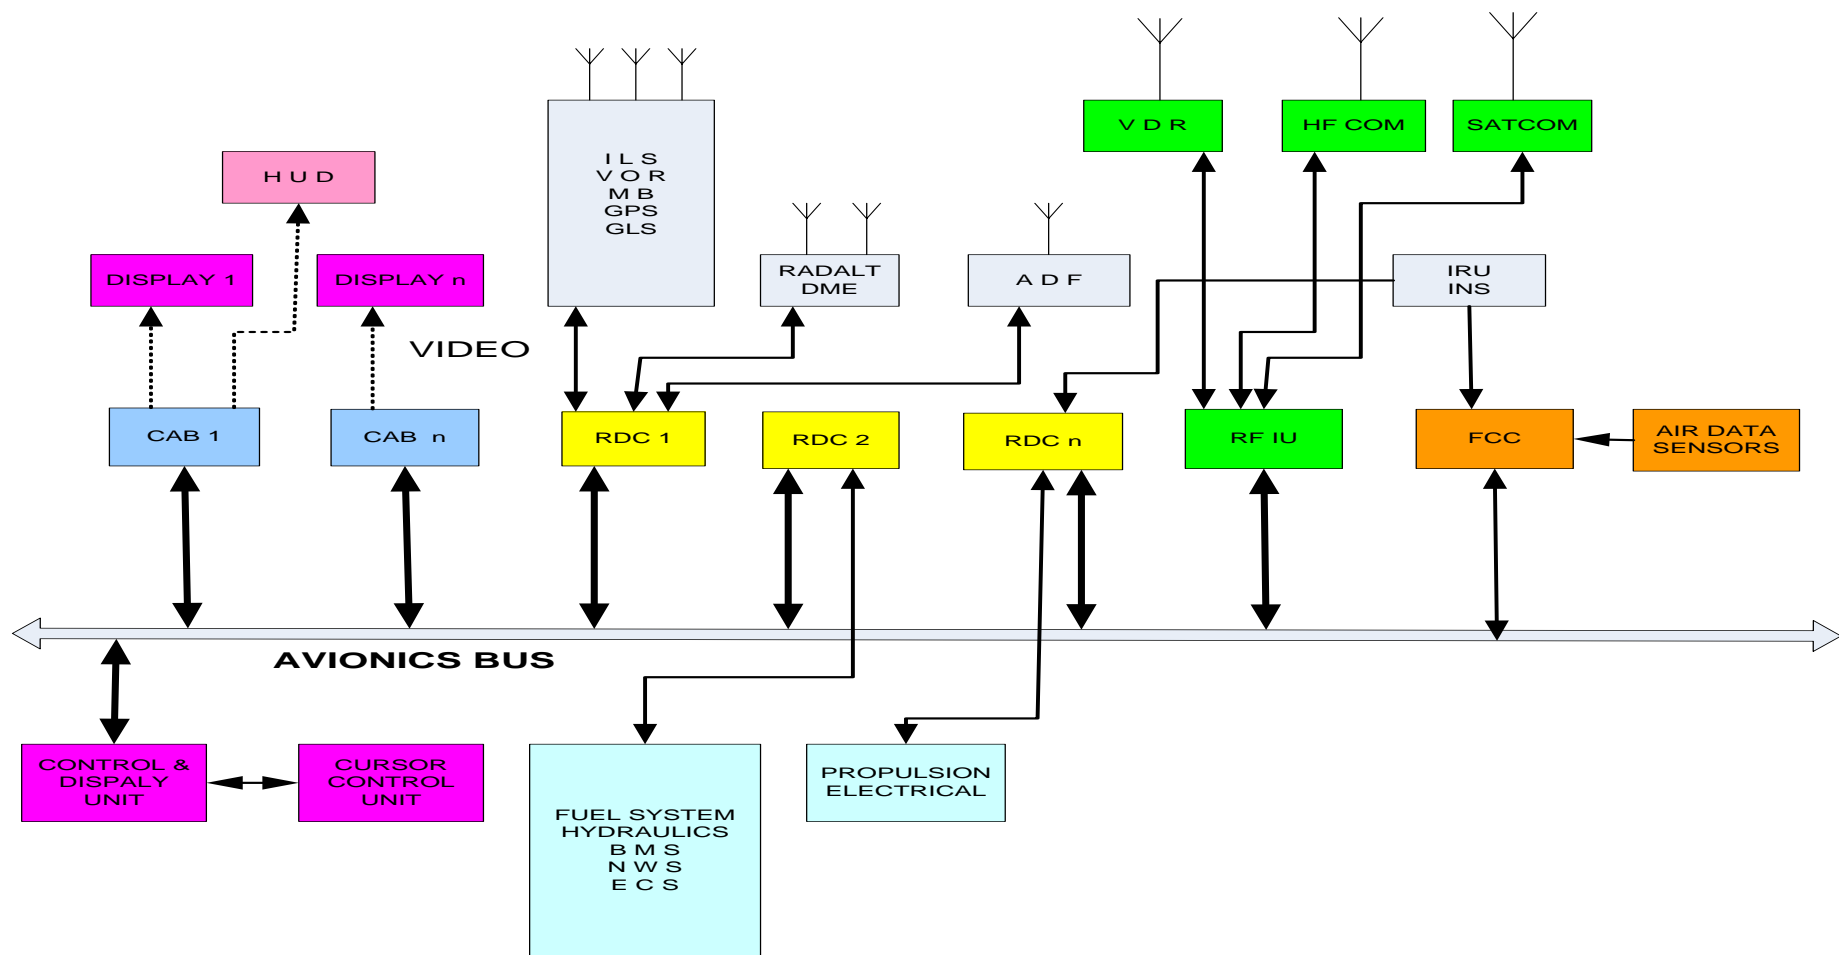 V D R
HF COM
SATCOM
I L S
V O R
M B
GPS
GLS
H U D
DISPLAY 1
DISPLAY n
RADALT
DME
A D F
IRU
INS
VIDEO
CAB 1
CAB n
RDC 1
RDC 2
RDC n
RF IU
FCC
AIR DATA
SENSORS
AVIONICS BUS
CONTROL &
DISPALY
UNIT
CURSOR
CONTROL
UNIT
FUEL SYSTEM
HYDRAULICS
B M S
N W S
E C S
PROPULSION
ELECTRICAL